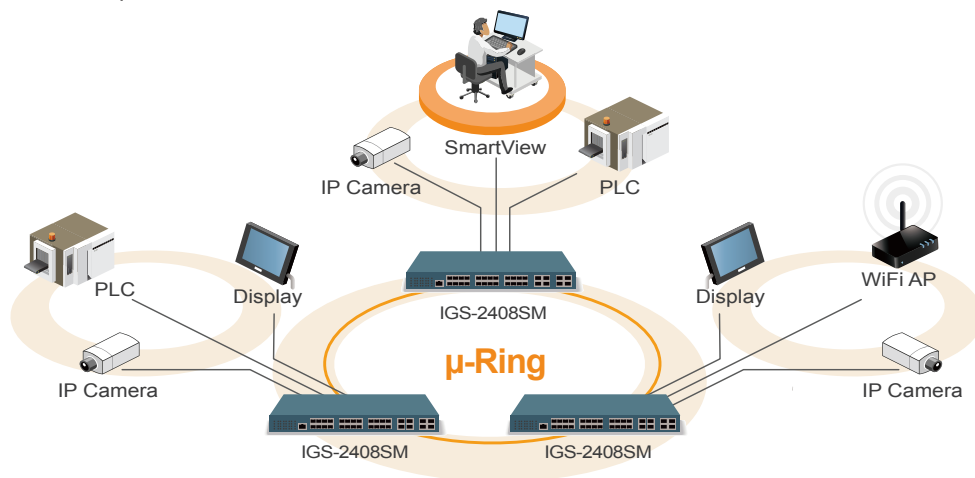 SmartView
IP Camera
PLC
PLC
Display
IGS-2408SM
Display
WiFi AP
µ-Ring
IP Camera
IP Camera
IGS-2408SM
IGS-2408SM